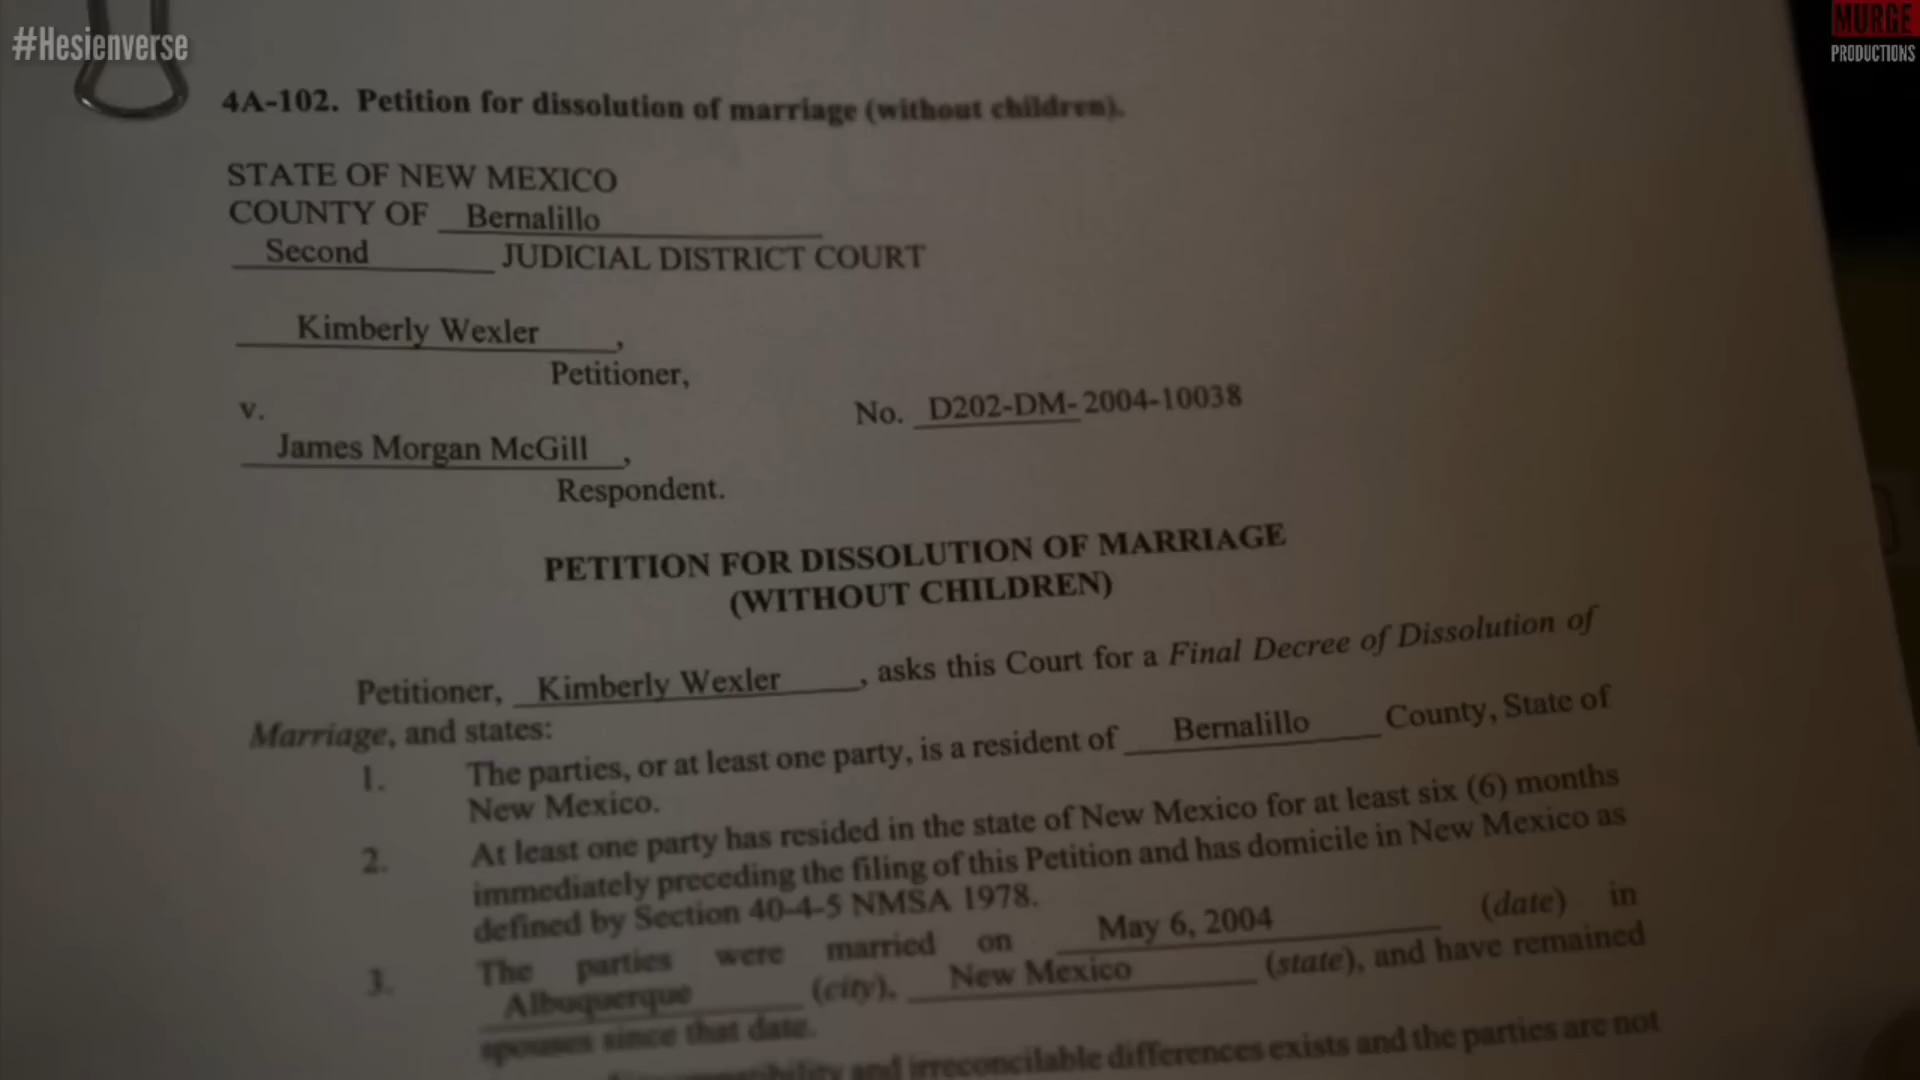 #Hesienverse
MURGE
PRODUCTIONS
4A-102. Petition for dissolution of marriage (without children).
STATE OF NEW MEXICO
COUNTY OF Bernalillo
Second JUDICIAL DISTRICT COURT
Kimberly Wexler,
Petitioner,
v.
No. D202-DM-2004-10038
James Morgan McGill,
Respondent.
PETITION FOR DISSOLUTION OF MARRIAGE
(WITHOUT CHILDREN)
Petitioner, Kimberly Wexler, asks this Court for a Final Decree of Dissolution of
Marriage, and states:
1. The parties, or at least one party, is a resident of Bernalillo County, State of
New Mexico.
2. At least one party has resided in the state of New Mexico for at least six (6) months
immediately preceding the filing of this Petition and has domicile in New Mexico as
defined by Section 40-4-5 NMSA 1978.
3. The parties were married on May 6, 2004 (date) in
Albuquerque (city), New Mexico (state), and have remained
spouses since that date.
and irreconcilable differences exists and the parties are not